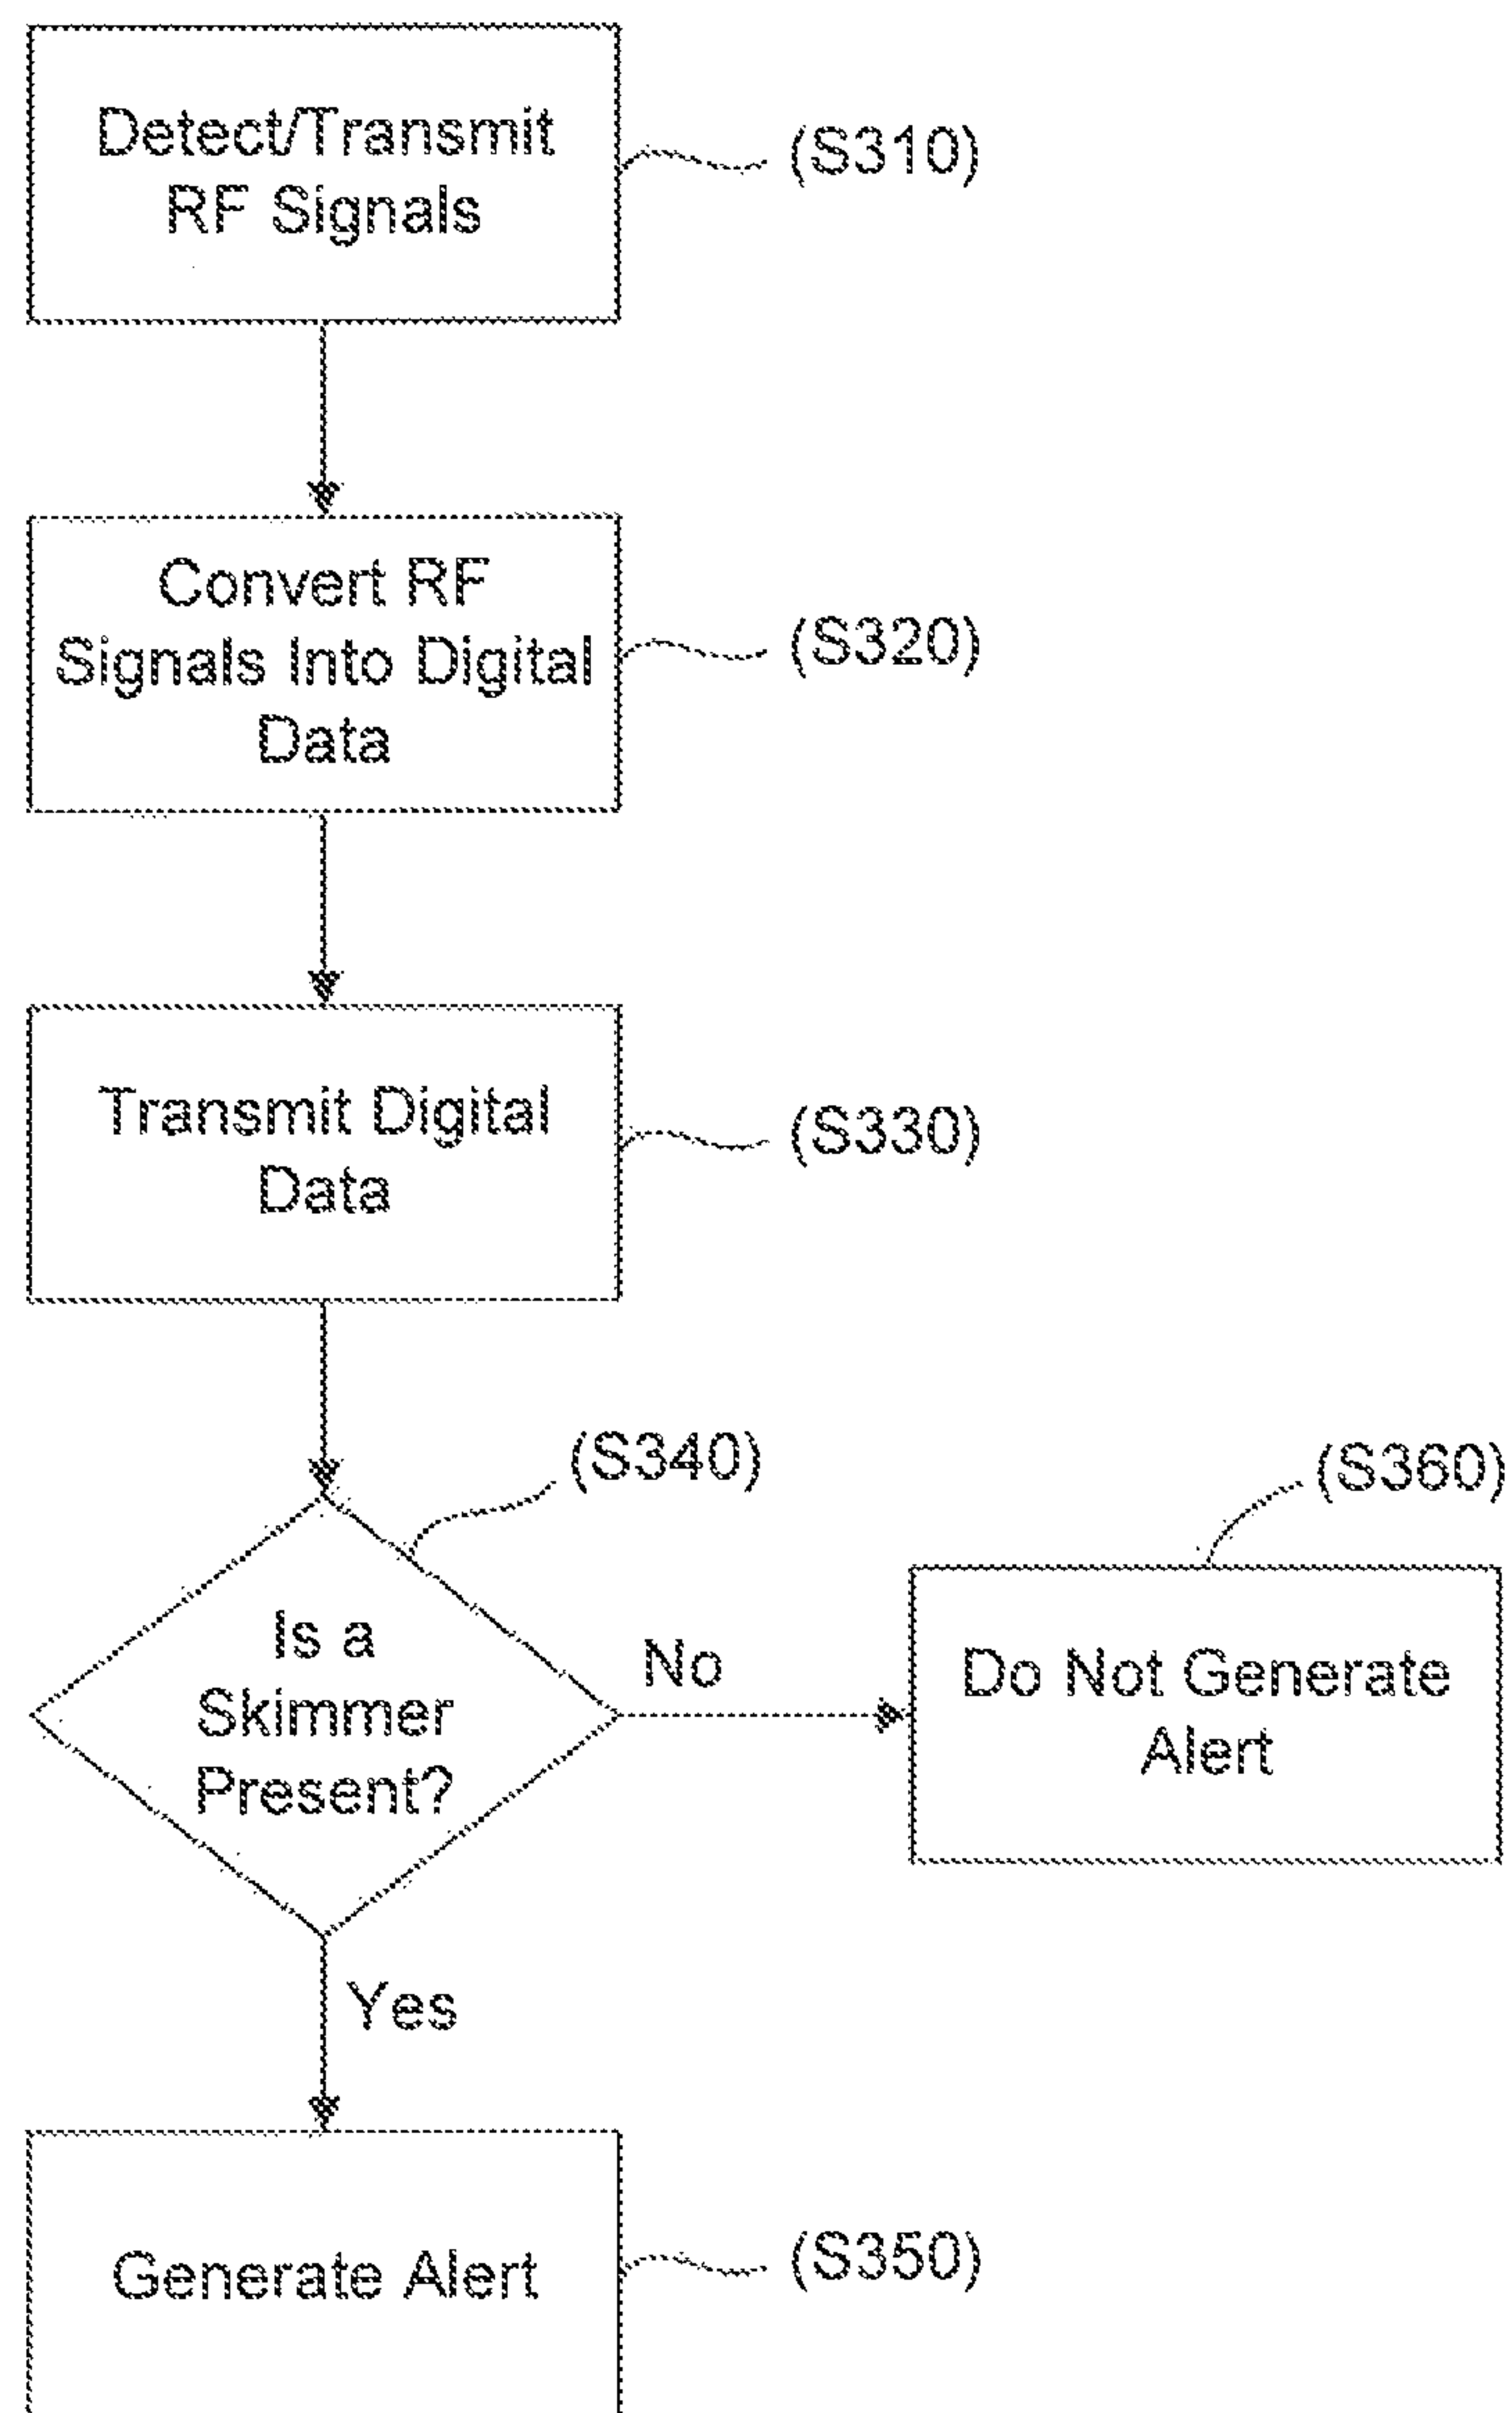 Detect/Transmit
RF Signals
(S310)
Convert RF
Signals Into Digital
Data
(S320)
Transmit Digital
Data
(S330)
(S340)
(S360)
Is a
Skimmer
Present?
No
Do Not Generate
Alert
Yes
Generate Alert
(S350)